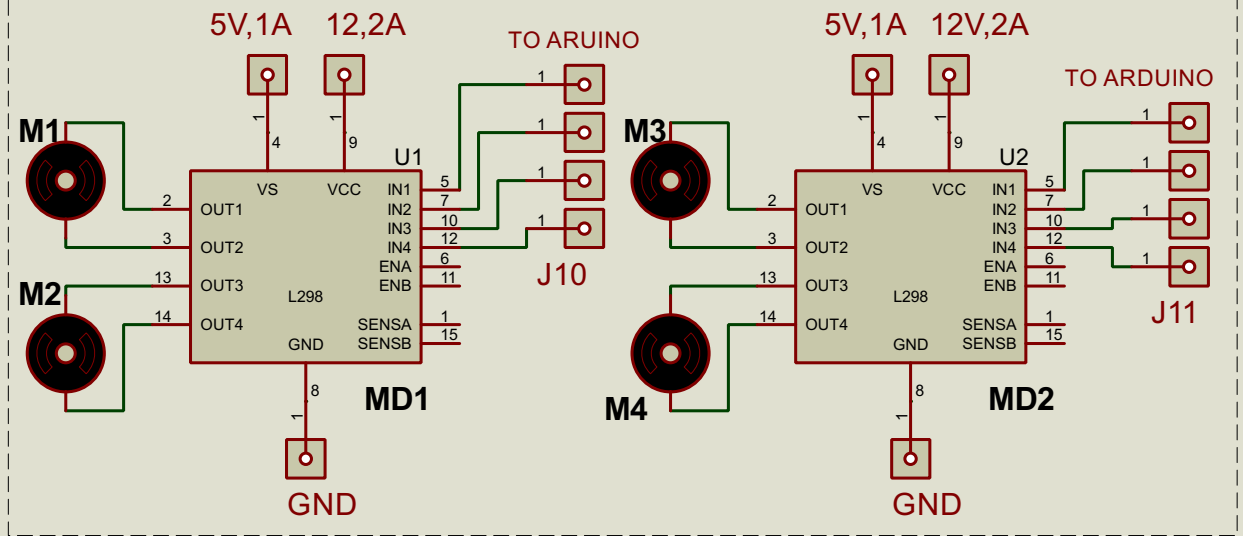 5V,1A 12,2A
TO ARUINO
1 1 1 1 1 1
4 9
M1
U1
VS VCC
2 OUT1
3 OUT2
13 OUT3
14 OUT4
IN1 5
IN2 7
IN3 10
IN4 12
ENA 6
ENB 11
SENSA 1
SENSB 15
L298
GND
M2
J10
MD1
8
1
GND
5V,1A 12V,2A
TO ARDUINO
1 1 1 1 1 1
4 9
M3
U2
VS VCC
2 OUT1
3 OUT2
13 OUT3
14 OUT4
IN1 5
IN2 7
IN3 10
IN4 12
ENA 6
ENB 11
SENSA 1
SENSB 15
L298
GND
M4
J11
MD2
8
1
GND